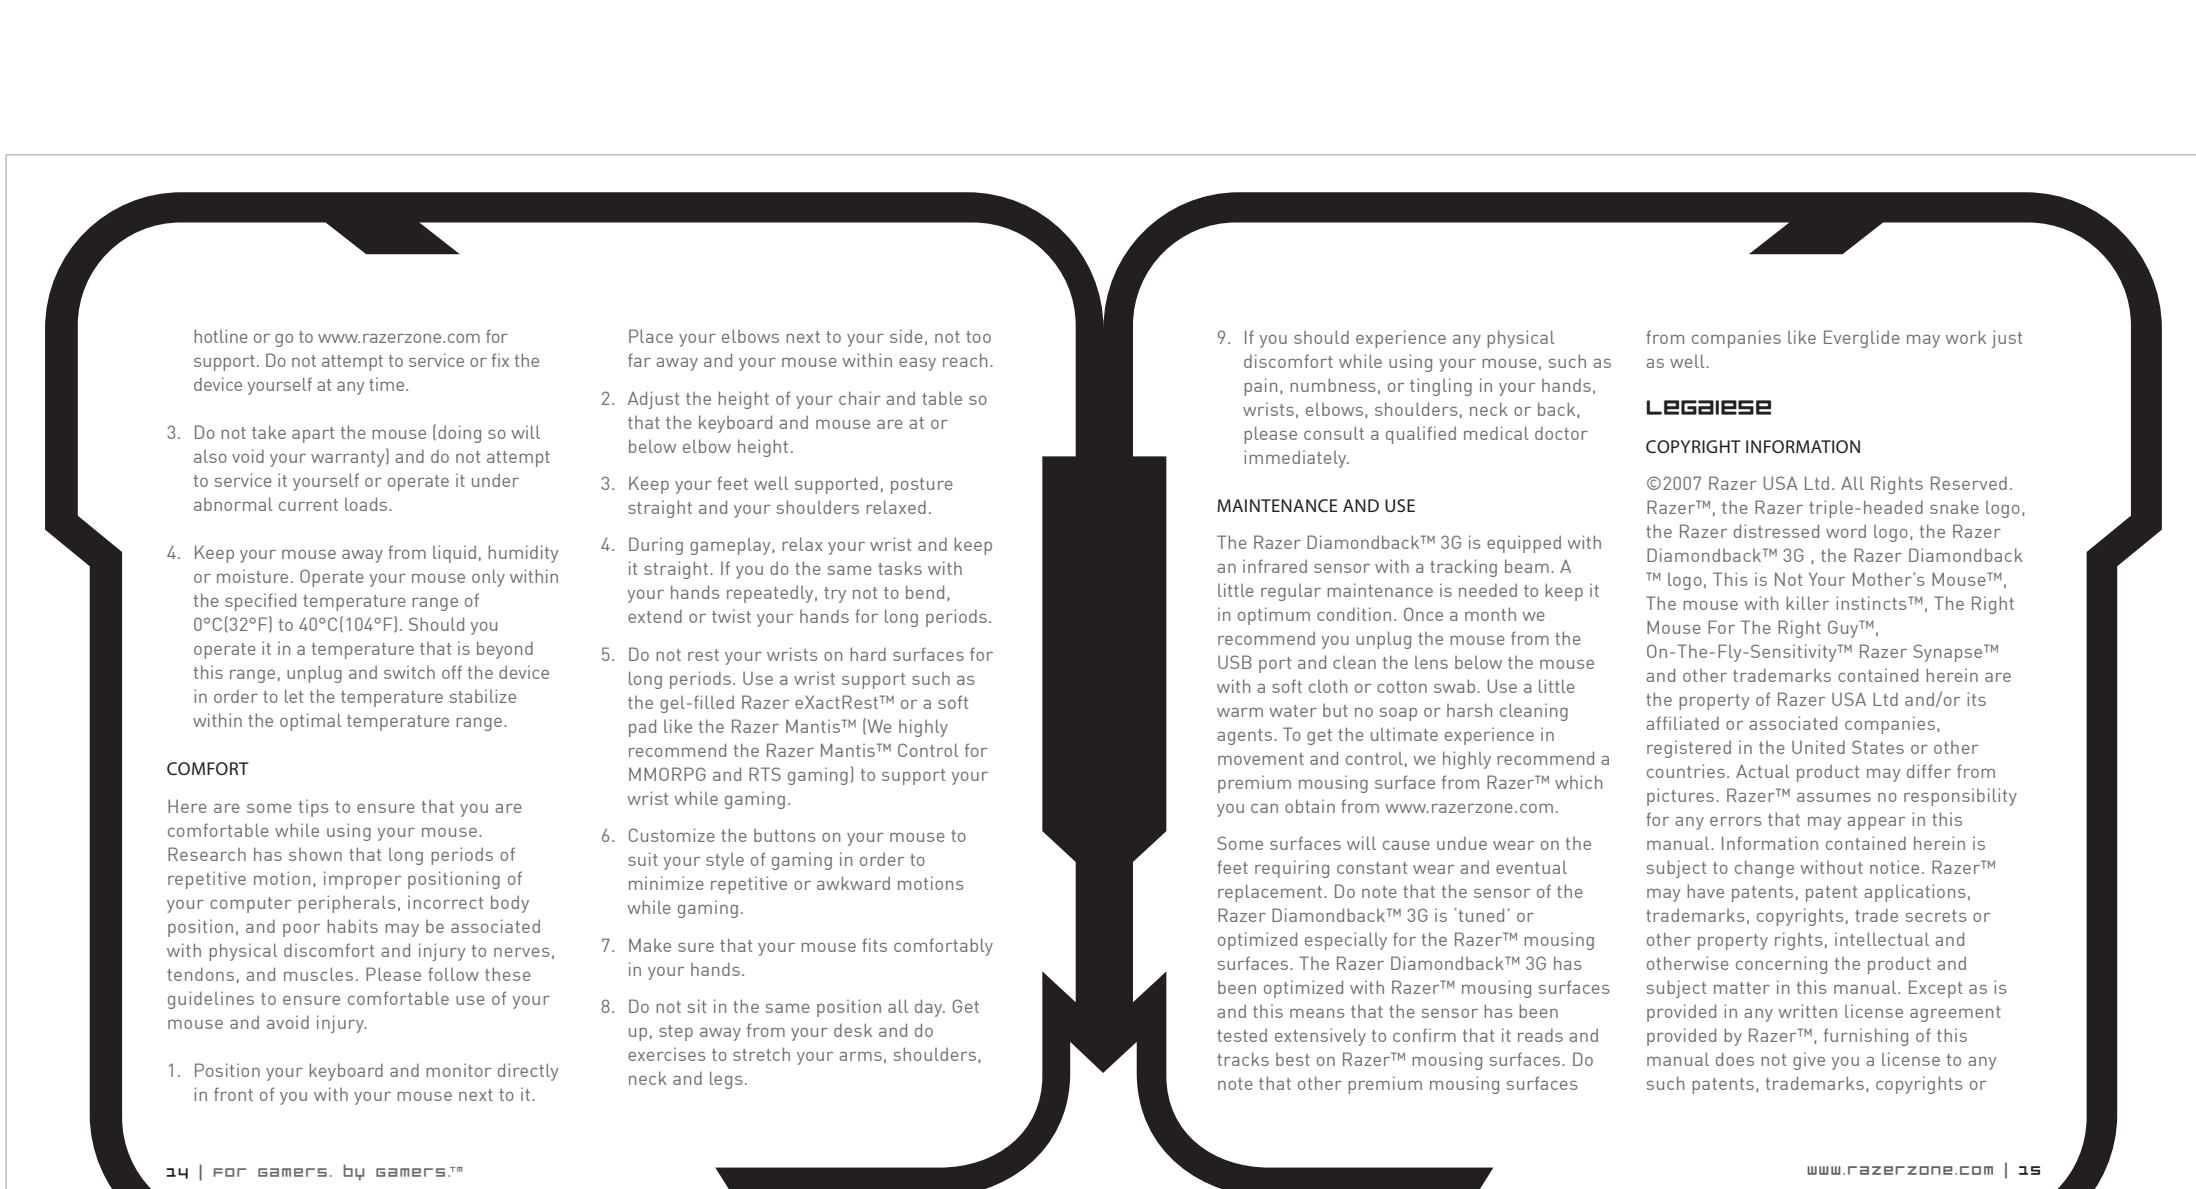 hotline or go to www.razerzone.com for
support. Do not attempt to service or fix the
device yourself at any time.
3. Do not take apart the mouse (doing so will
also void your warranty) and do not attempt
to service it yourself or operate it under
abnormal current loads.
4. Keep your mouse away from liquid, humidity
or moisture. Operate your mouse only within
the specified temperature range of
0°C(32°F) to 40°C(104°F). Should you
operate it in a temperature that is beyond
this range, unplug and switch off the device
in order to let the temperature stabilize
within the optimal temperature range.
COMFORT
Here are some tips to ensure that you are
comfortable while using your mouse.
Research has shown that long periods of
repetitive motion, improper positioning of
your computer peripherals, incorrect body
position, and poor habits may be associated
with physical discomfort and injury to nerves,
tendons, and muscles. Please follow these
guidelines to ensure comfortable use of your
mouse and avoid injury.
1. Position your keyboard and monitor directly
in front of you with your mouse next to it.
Place your elbows next to your side, not too
far away and your mouse within easy reach.
2. Adjust the height of your chair and table so
that the keyboard and mouse are at or
below elbow height.
3. Keep your feet well supported, posture
straight and your shoulders relaxed.
4. During gameplay, relax your wrist and keep
it straight. If you do the same tasks with
your hands repeatedly, try not to bend,
extend or twist your hands for long periods.
5. Do not rest your wrists on hard surfaces for
long periods. Use a wrist support such as
the gel-filled Razer eXactRest™ or a soft
pad like the Razer Mantis™ (We highly
recommend the Razer Mantis™ Control for
MMORPG and RTS gaming) to support your
wrist while gaming.
6. Customize the buttons on your mouse to
suit your style of gaming in order to
minimize repetitive or awkward motions
while gaming.
7. Make sure that your mouse fits comfortably
in your hands.
8. Do not sit in the same position all day. Get
up, step away from your desk and do
exercises to stretch your arms, shoulders,
neck and legs.
14 | For Gamers. by Gamers.™
9. If you should experience any physical
discomfort while using your mouse, such as
pain, numbness, or tingling in your hands,
wrists, elbows, shoulders, neck or back,
please consult a qualified medical doctor
immediately.
MAINTENANCE AND USE
The Razer Diamondback™ 3G is equipped with
an infrared sensor with a tracking beam. A
little regular maintenance is needed to keep it
in optimum condition. Once a month we
recommend you unplug the mouse from the
USB port and clean the lens below the mouse
with a soft cloth or cotton swab. Use a little
warm water but no soap or harsh cleaning
agents. To get the ultimate experience in
movement and control, we highly recommend a
premium mousing surface from Razer™ which
you can obtain from www.razerzone.com.
Some surfaces will cause undue wear on the
feet requiring constant wear and eventual
replacement. Do note that the sensor of the
Razer Diamondback™ 3G is 'tuned' or
optimized especially for the Razer™ mousing
surfaces. The Razer Diamondback™ 3G has
been optimized with Razer™ mousing surfaces
and this means that the sensor has been
tested extensively to confirm that it reads and
tracks best on Razer™ mousing surfaces. Do
note that other premium mousing surfaces
from companies like Everglide may work just
as well.
Legalese
COPYRIGHT INFORMATION
©2007 Razer USA Ltd. All Rights Reserved.
Razer™, the Razer triple-headed snake logo,
the Razer distressed word logo, the Razer
Diamondback™ 3G , the Razer Diamondback
™ logo, This is Not Your Mother's Mouse™,
The mouse with killer instincts™, The Right
Mouse For The Right Guy™,
On-The-Fly-Sensitivity™ Razer Synapse™
and other trademarks contained herein are
the property of Razer USA Ltd and/or its
affiliated or associated companies,
registered in the United States or other
countries. Actual product may differ from
pictures. Razer™ assumes no responsibility
for any errors that may appear in this
manual. Information contained herein is
subject to change without notice. Razer™
may have patents, patent applications,
trademarks, copyrights, trade secrets or
other property rights, intellectual and
otherwise concerning the product and
subject matter in this manual. Except as is
provided in any written license agreement
provided by Razer™, furnishing of this
manual does not give you a license to any
such patents, trademarks, copyrights or
www.razerzone.com | 15